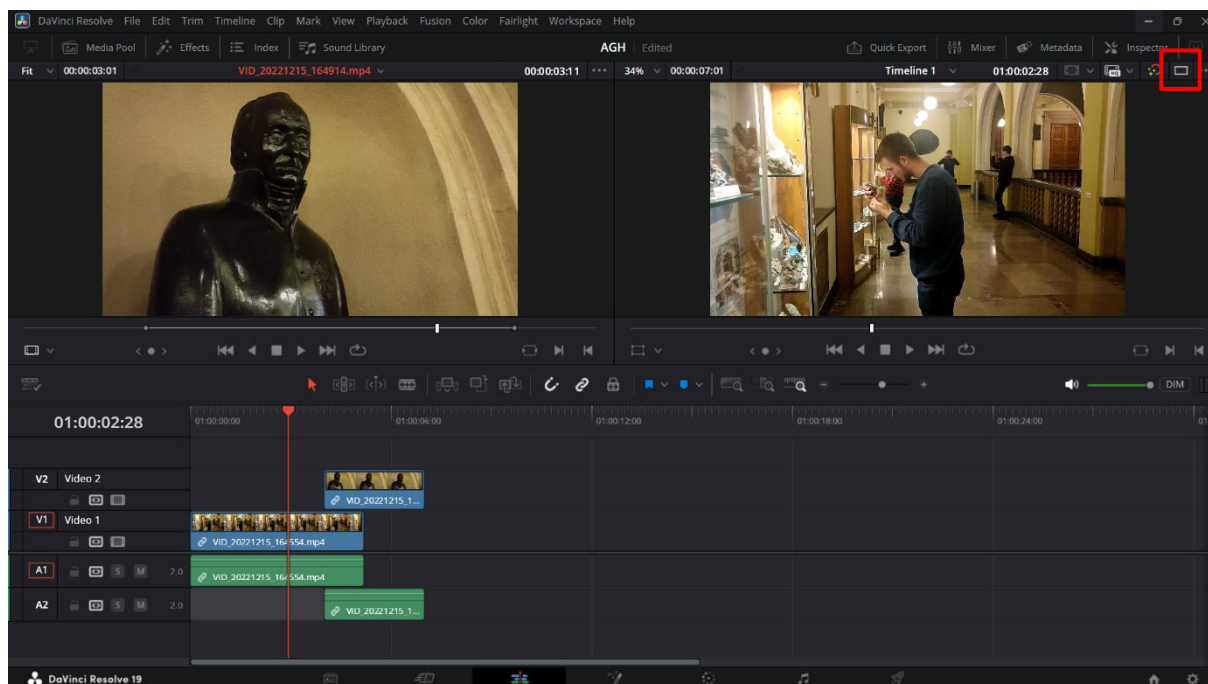 DaVinci Resolve File Edit Trim Timeline Clip Mark View Playback Fusion Color Fairlight Workspace Help
Media Pool Effects Index Sound Library AGH Edited Quick Export Mixer Metadata Inspector
Fit 00:00:03:01 VID_20221215_164914.mp4 00:00:03:11 34% 00:00:07:01 Timeline 1 01:00:02:28
DIM
01:00:02:28 01:00:00:00 01:00:06:00 01:00:12:00 01:00:18:00 01:00:24:00 01
V2 Video 2
VID_20221215_1...
V1 Video 1
VID_20221215_164554.mp4
A1 S M 2.0 VID_20221215_164554.mp4
A2 S M 2.0 VID_20221215_1...
DaVinci Resolve 19